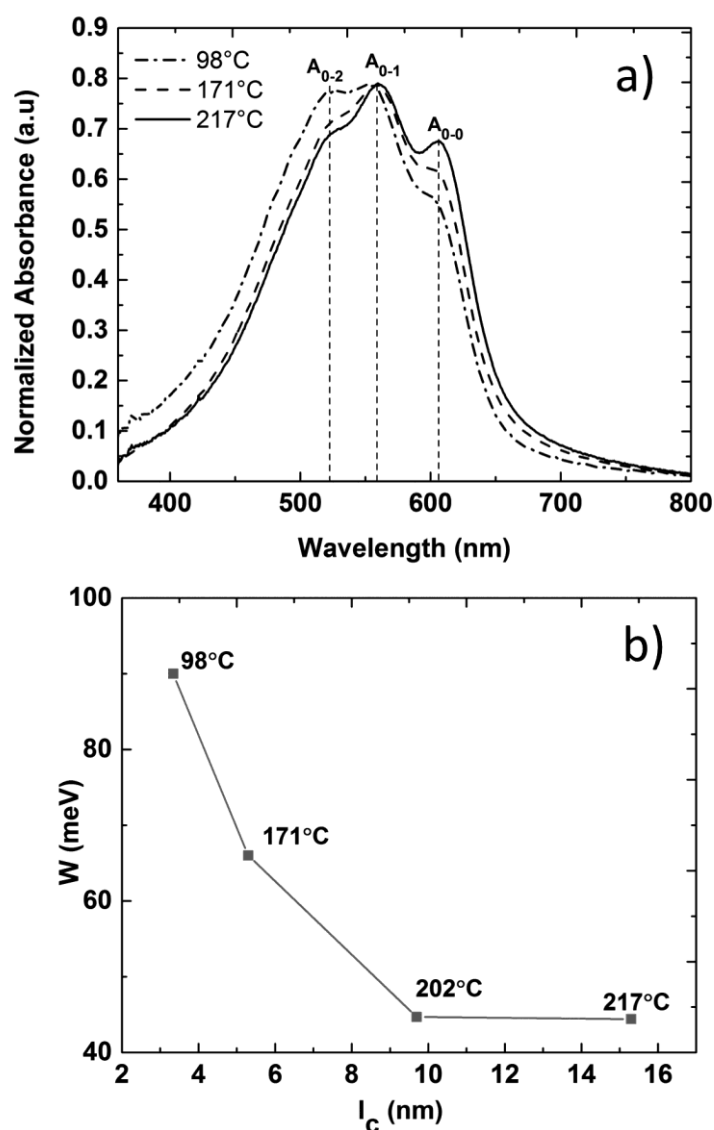 a)
98°C
171°C
217°C
A0-2
A0-1
A0-0
0.9
0.8
0.7
0.6
0.5
0.4
0.3
0.2
0.1
0.0
Normalized Absorbance (a.u)
400 500 600 700 800
Wavelength (nm)
b)
98°C
171°C
202°C
217°C
100
80
60
40
W (meV)
2 4 6 8 10 12 14 16
lc (nm)